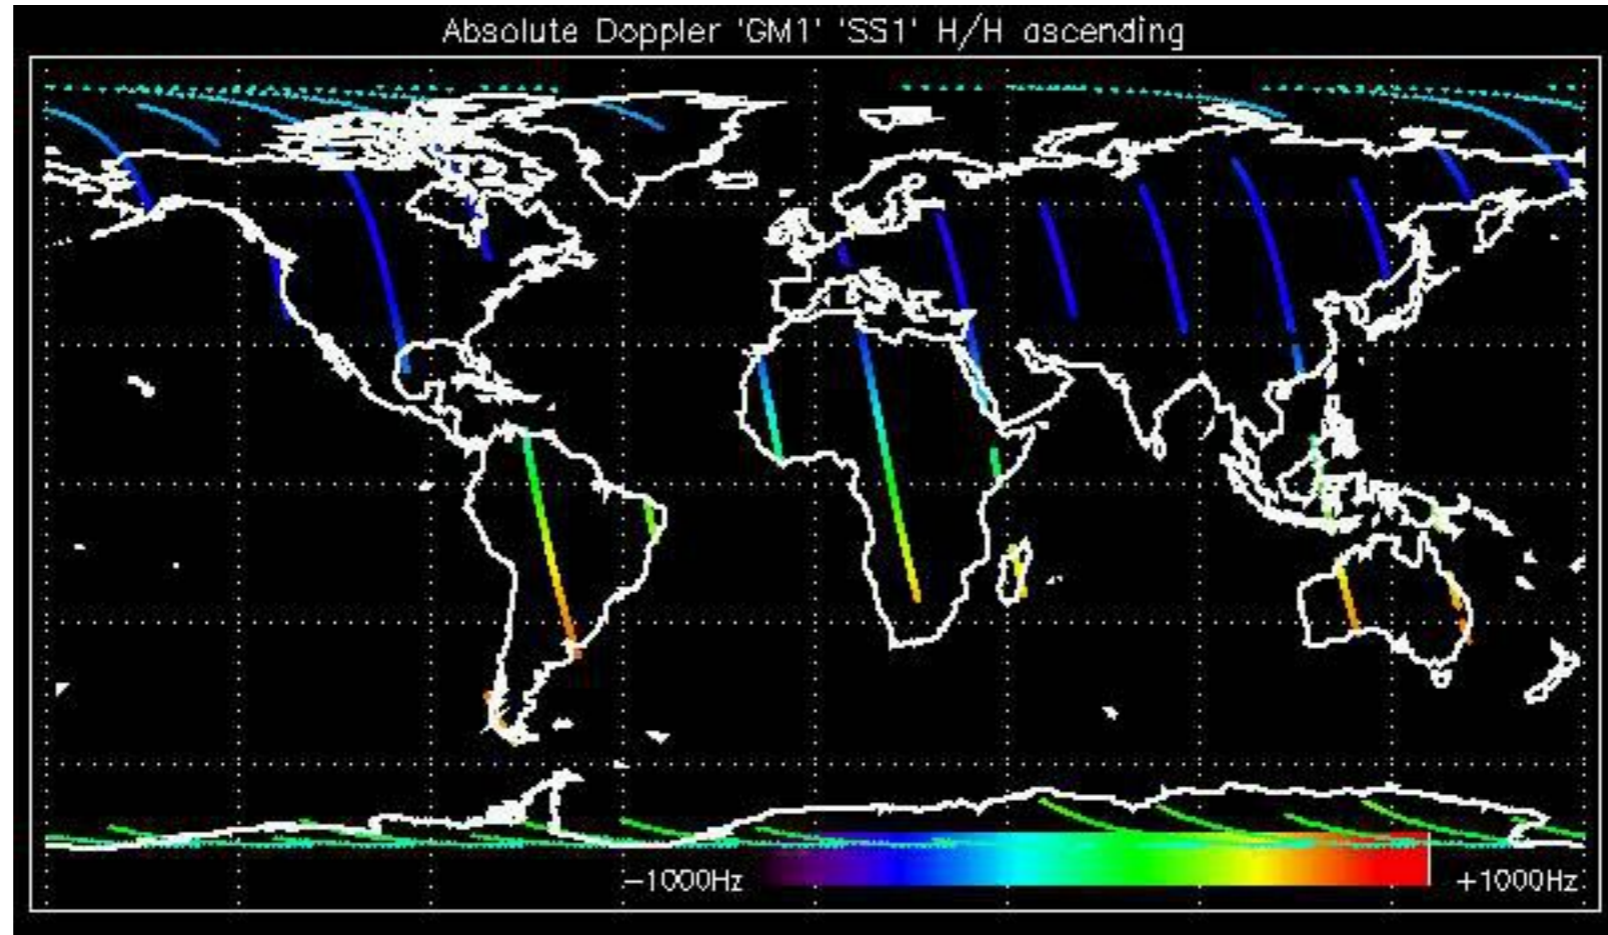 Absolute Doppler 'GM1' 'SS1' H/H ascending
−1000Hz
+1000Hz